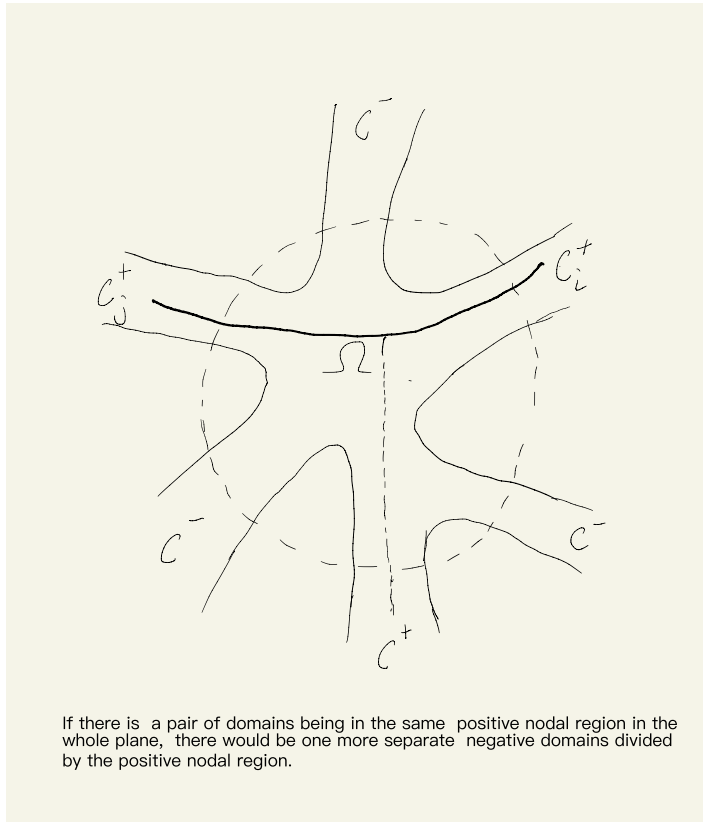 C⁻
C⁺ᵢ
C⁺ⱼ
Ω
C⁻
C⁻
C⁺
If there is a pair of domains being in the same positive nodal region in the
whole plane, there would be one more separate negative domains divided
by the positive nodal region.